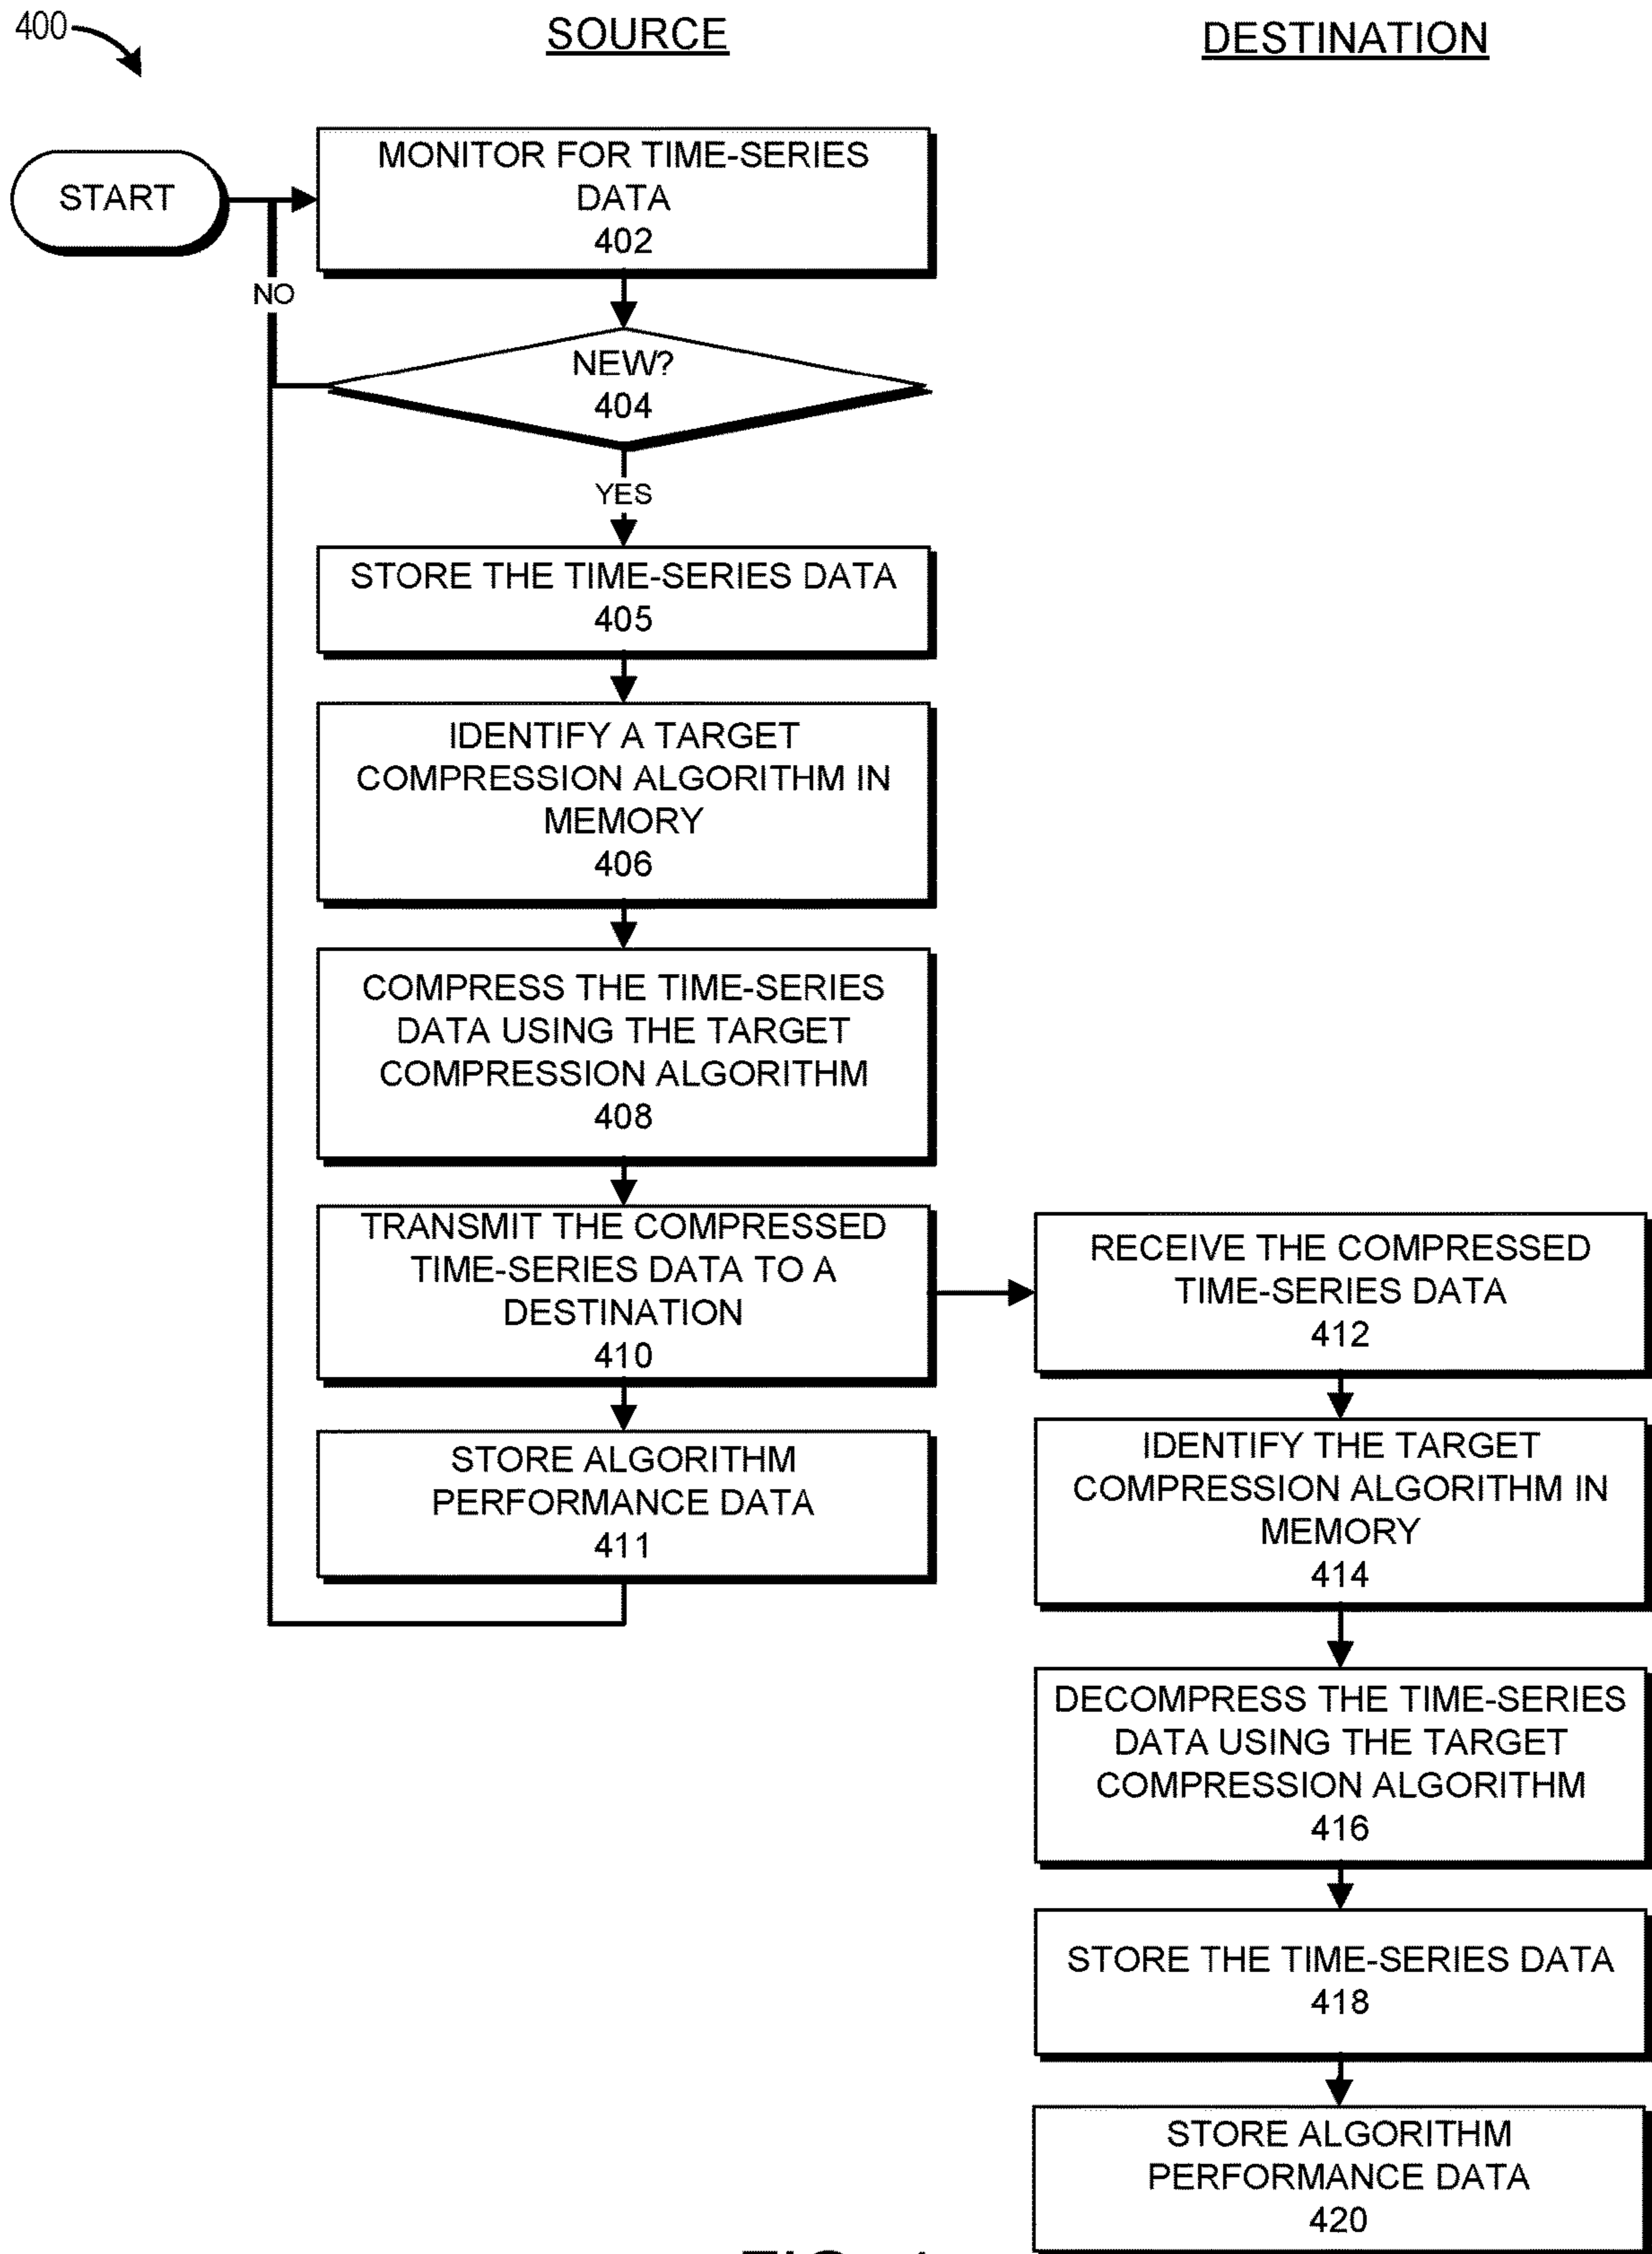 400
SOURCE
DESTINATION
START
MONITOR FOR TIME-SERIES
DATA
402
NO
NEW?
404
YES
STORE THE TIME-SERIES DATA
405
IDENTIFY A TARGET
COMPRESSION ALGORITHM IN
MEMORY
406
COMPRESS THE TIME-SERIES
DATA USING THE TARGET
COMPRESSION ALGORITHM
408
TRANSMIT THE COMPRESSED
TIME-SERIES DATA TO A
DESTINATION
410
STORE ALGORITHM
PERFORMANCE DATA
411
RECEIVE THE COMPRESSED
TIME-SERIES DATA
412
IDENTIFY THE TARGET
COMPRESSION ALGORITHM IN
MEMORY
414
DECOMPRESS THE TIME-SERIES
DATA USING THE TARGET
COMPRESSION ALGORITHM
416
STORE THE TIME-SERIES DATA
418
STORE ALGORITHM
PERFORMANCE DATA
420